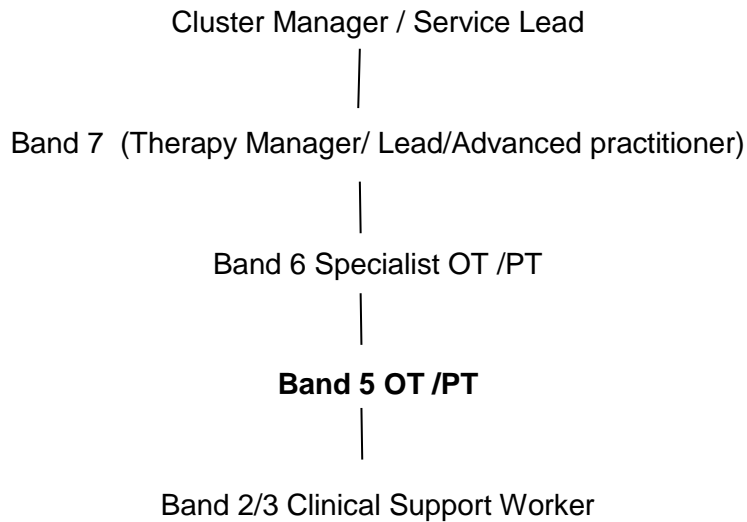 Cluster Manager / Service Lead
Band 7  (Therapy Manager/ Lead/Advanced practitioner)
Band 6 Specialist OT /PT
Band 5 OT /PT
Band 2/3 Clinical Support Worker